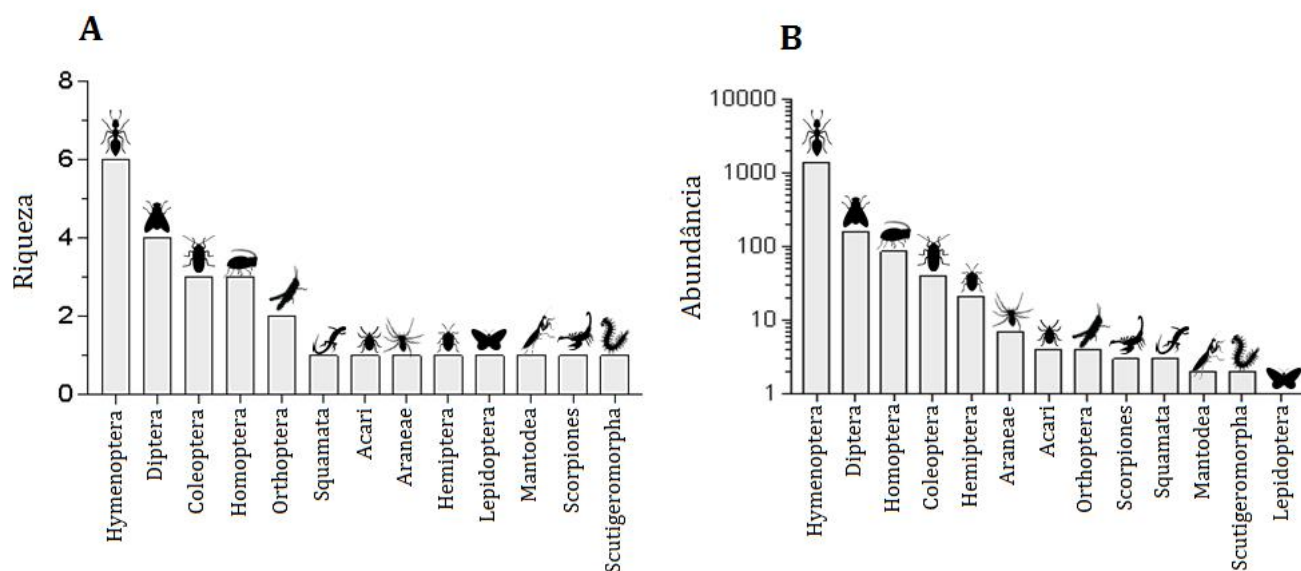 A
Riqueza
8
6
4
2
0
Hymenoptera
Diptera
Coleoptera
Homoptera
Orthoptera
Squamata
Acari
Araneae
Hemiptera
Lepidoptera
Mantodea
Scorpiones
Scutigeromorpha
B
Abundância
10000
1000
100
10
1
Hymenoptera
Diptera
Homoptera
Coleoptera
Hemiptera
Araneae
Acari
Orthoptera
Scorpiones
Squamata
Mantodea
Scutigeromorpha
Lepidoptera